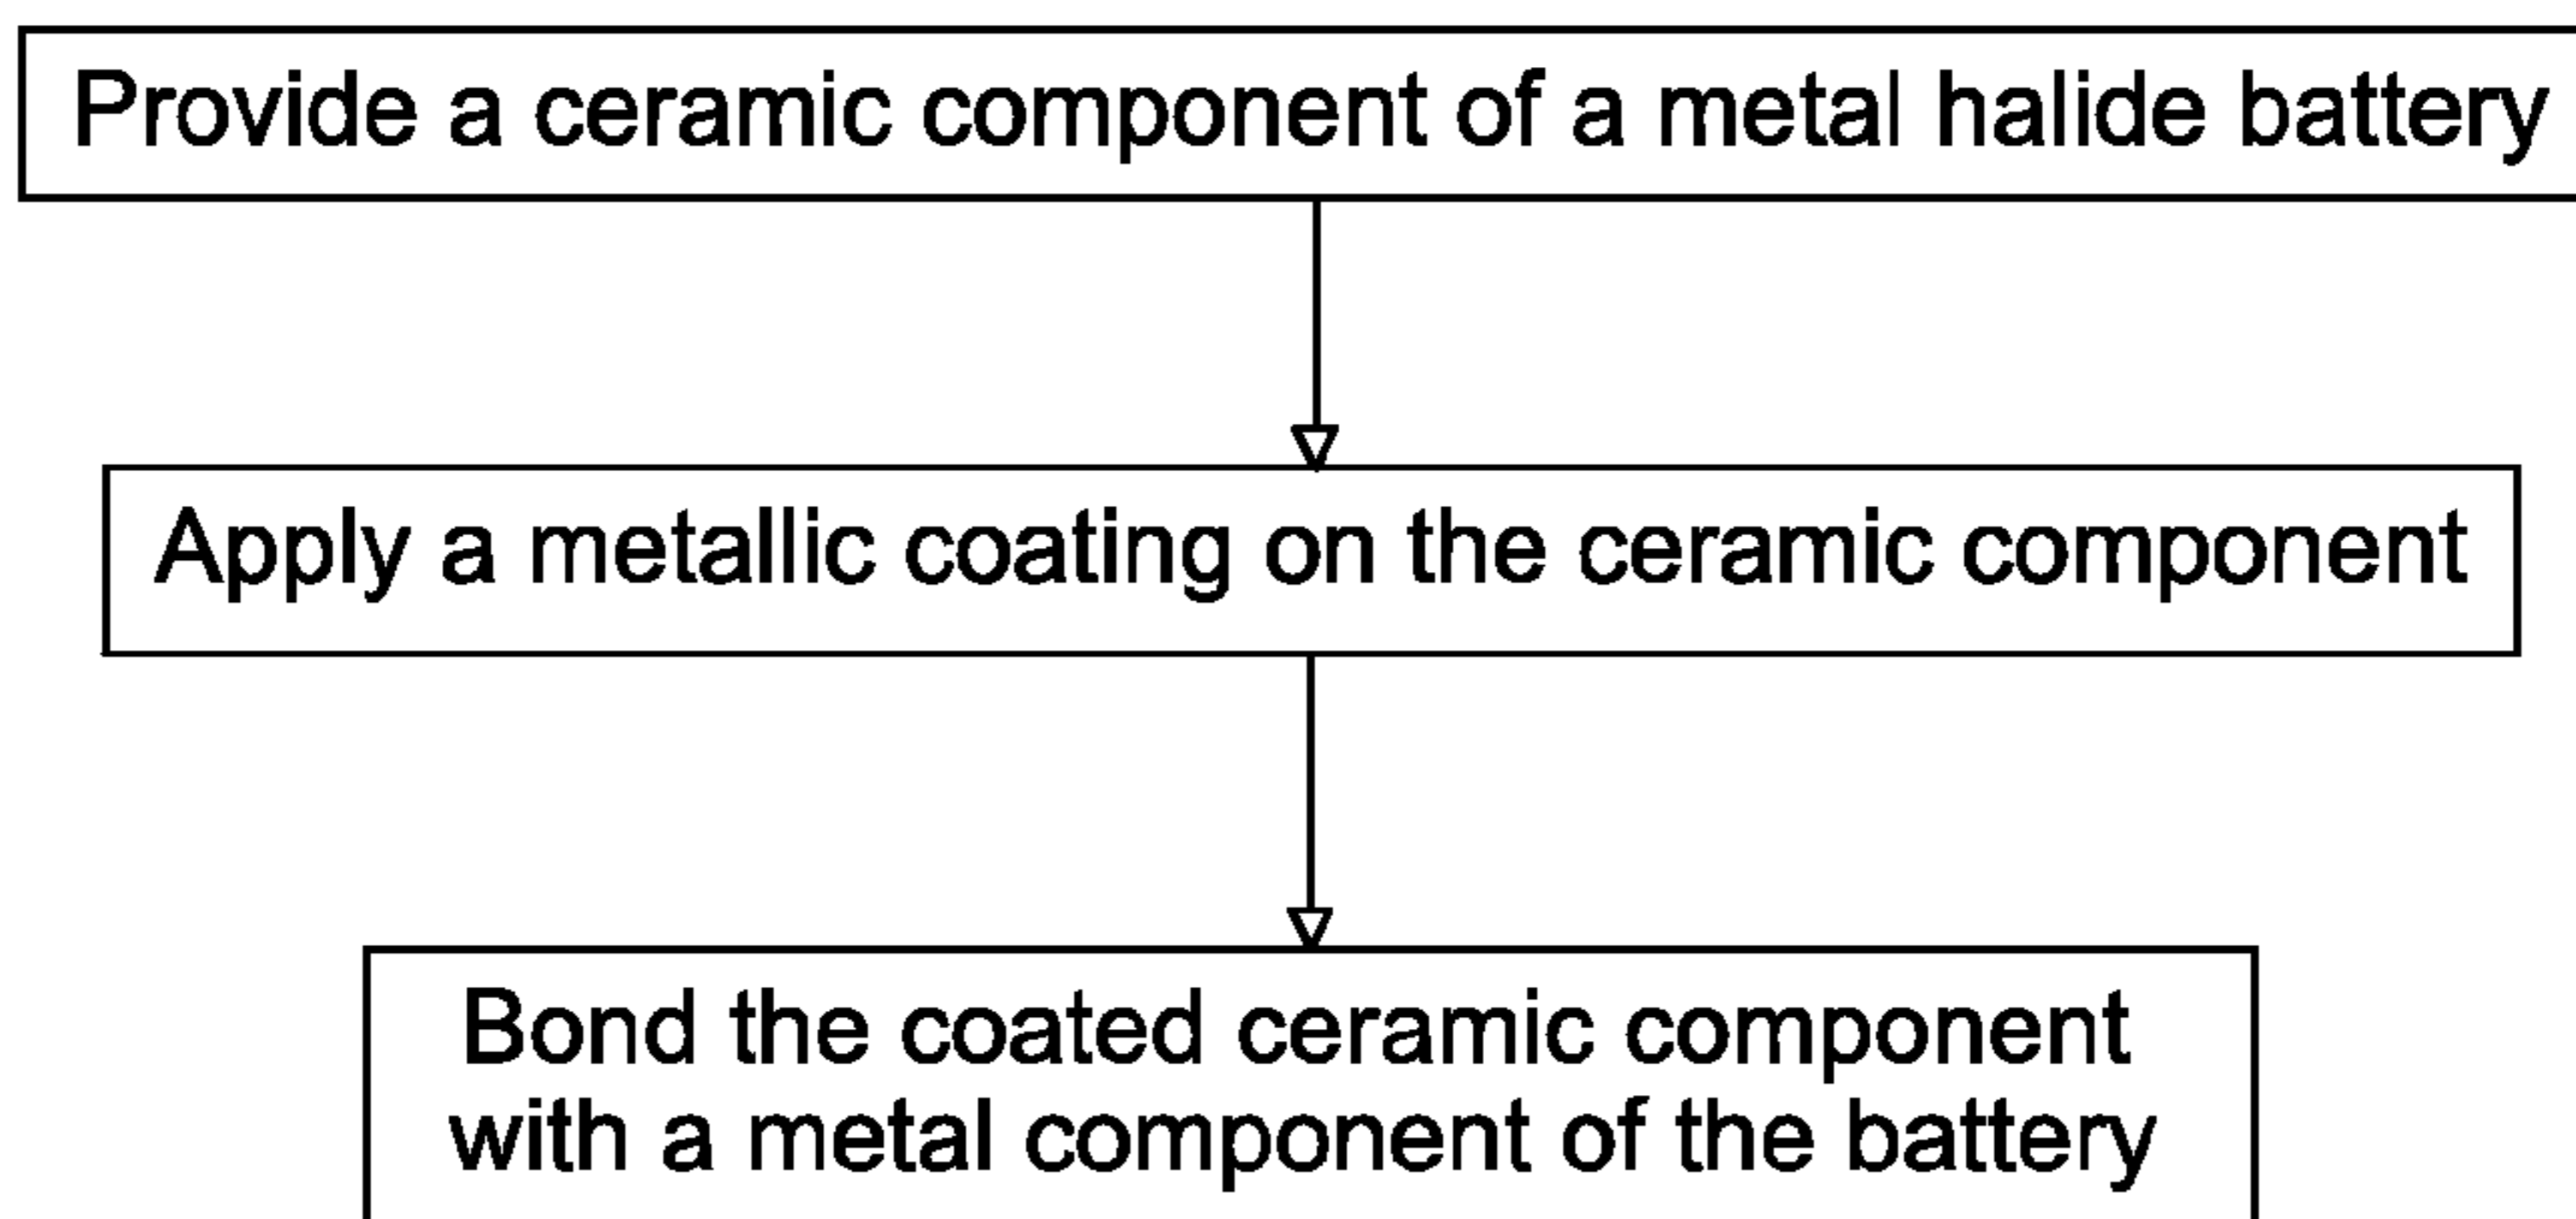 Provide a ceramic component of a metal halide battery
Apply a metallic coating on the ceramic component
Bond the coated ceramic component
with a metal component of the battery